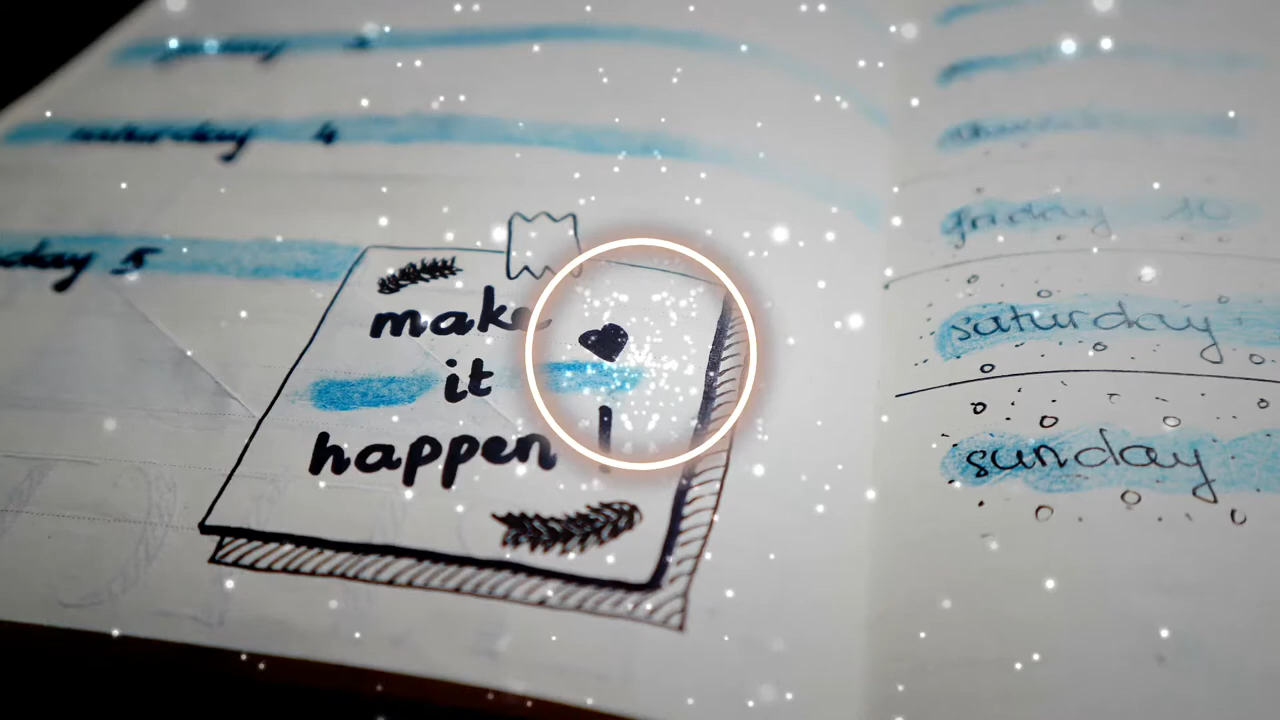 saturday 4
day 5
make
it
happen !
friday 10
saturday
sunday